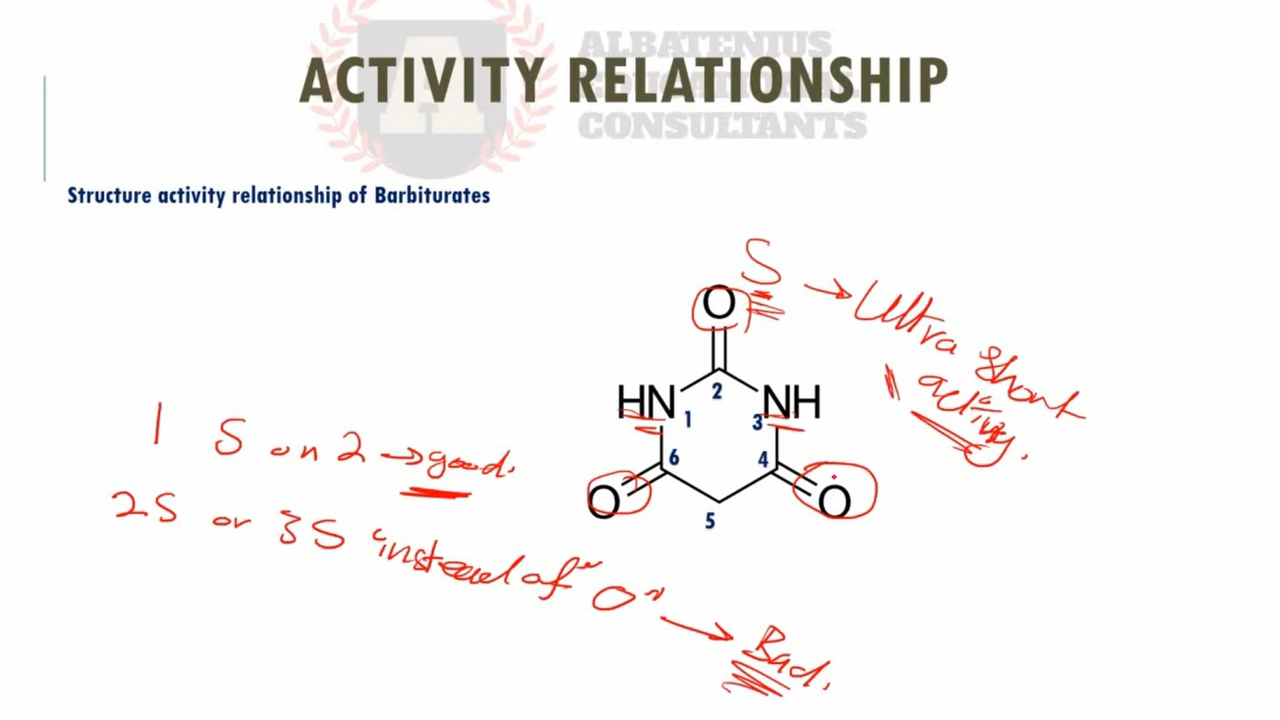 ALBATENIUS
CONSULTANTS
ACTIVITY RELATIONSHIP
Structure activity relationship of Barbiturates
S → Ultra Short
acting.
O
2
HN 1
3 NH
6
4
O
O
5
1 S on 2 → good.
2S or 3S instead of "O" → Bad.